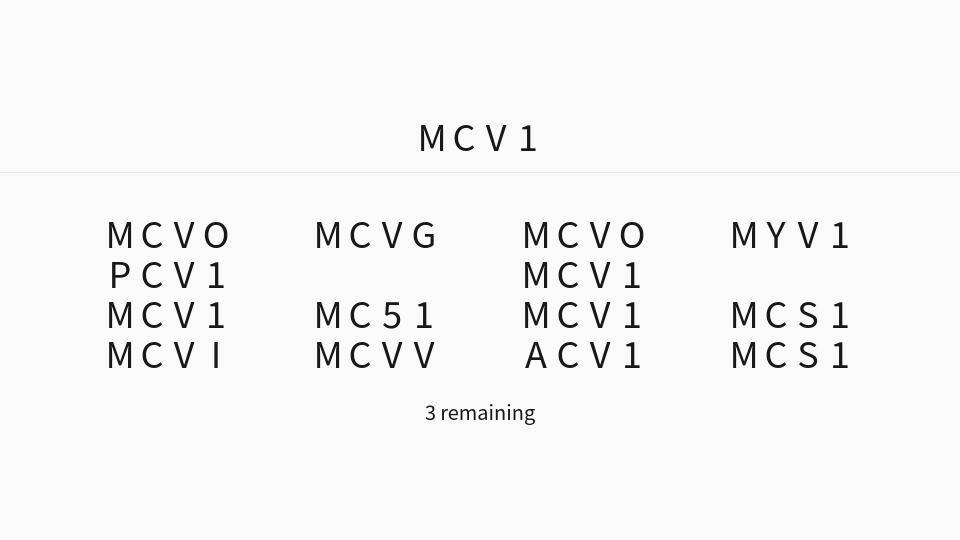 MCV1
MCVO MCVG MCVO MYV1
PCV1 MCV1
MCV1 MC51 MCV1 MCS1
MCVI MCVV ACV1 MCS1
3 remaining